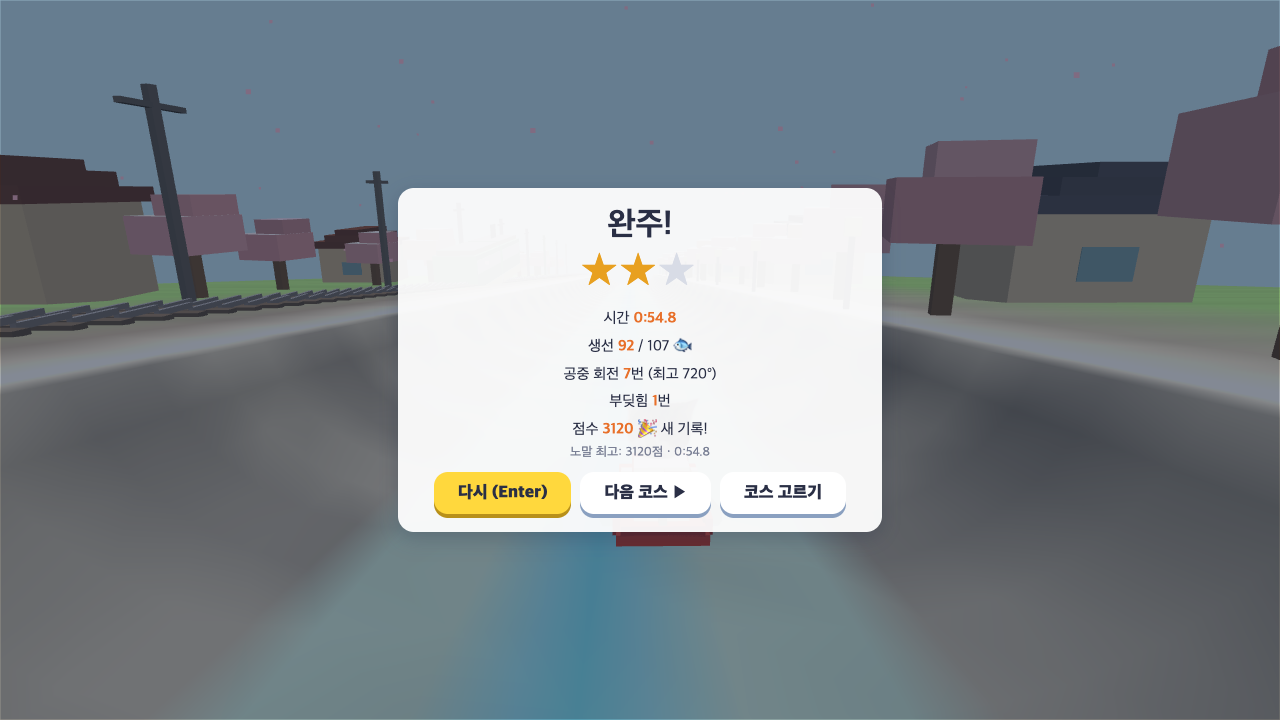 완주!
시간 0:54.8
생선 92 / 107
공중 회전 7번 (최고 720°)
부딪힘 1번
점수 3120 🎉 새 기록!
노말 최고: 3120점 · 0:54.8
다시 (Enter)
다음 코스 ▶
코스 고르기